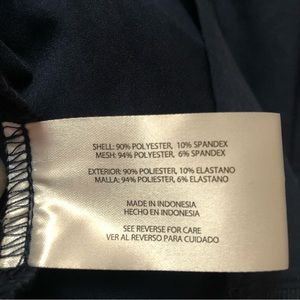 SHELL: 90% POLYESTER, 10% SPANDEX
MESH: 94% POLYESTER, 6% SPANDEX
EXTERIOR: 90% POLIESTER, 10% ELASTANO
MALLA: 94% POLIESTER, 6% ELASTANO
MADE IN INDONESIA
HECHO EN INDONESIA
SEE REVERSE FOR CARE
VER AL REVERSO PARA CUIDADO